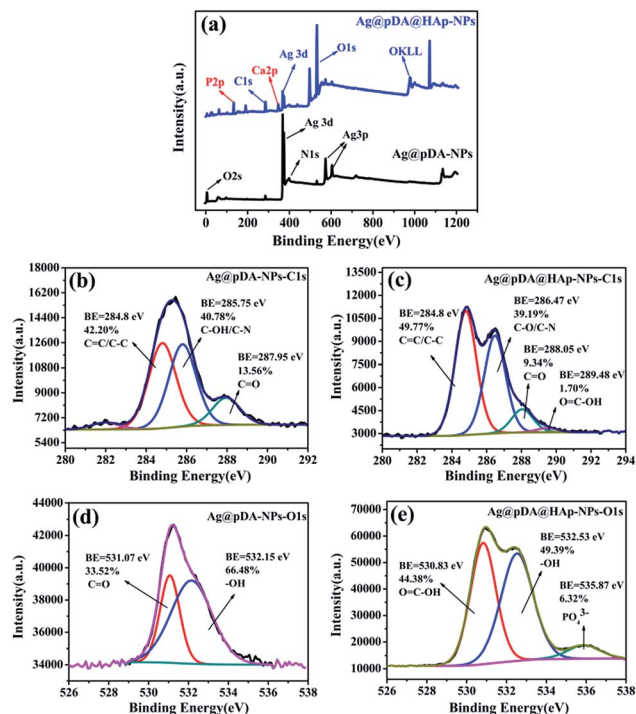 (a)
Ag@pDA@HAp-NPs
P2p
C1s
Ca2p
Ag 3d
O1s
OKLL
Ag 3d
N1s
Ag3p
Ag@pDA-NPs
O2s
Intensity(a.u.)
0 200 400 600 800 1000 1200
Binding Energy(eV)
(b)
Ag@pDA-NPs-C1s
BE=284.8 eV
42.20%
C=C/C-C
BE=285.75 eV
40.78%
C-OH/C-N
BE=287.95 eV
13.56%
C=O
18000
15900
13800
11700
9600
7500
5400
Intensity(a.u.)
280 282 284 286 288 290 292
Binding Energy(eV)
(c)
Ag@pDA@HAp-NPs-C1s
BE=284.8 eV
49.77%
C=C/C-C
BE=286.47 eV
39.19%
C-O/C-N
BE=288.05 eV
9.34%
C=O
BE=289.48 eV
1.70%
O=C-OH
13500
12000
10500
9000
7500
6000
4500
3000
Intensity(a.u.)
280 282 284 286 288 290 292 294
Binding Energy(eV)
(d)
Ag@pDA-NPs-O1s
BE=531.07 eV
33.52%
C=O
BE=532.15 eV
66.48%
-OH
44000
42000
40000
38000
36000
34000
Intensity(a.u.)
526 528 530 532 534 536 538
Binding Energy(eV)
(e)
Ag@pDA@HAp-NPs-O1s
BE=530.83 eV
44.38%
O=C-OH
BE=532.53 eV
49.39%
-OH
BE=535.87 eV
6.32%
PO₄³⁻
70000
60000
50000
40000
30000
20000
10000
Intensity(a.u.)
526 528 530 532 534 536 538
Binding Energy(eV)